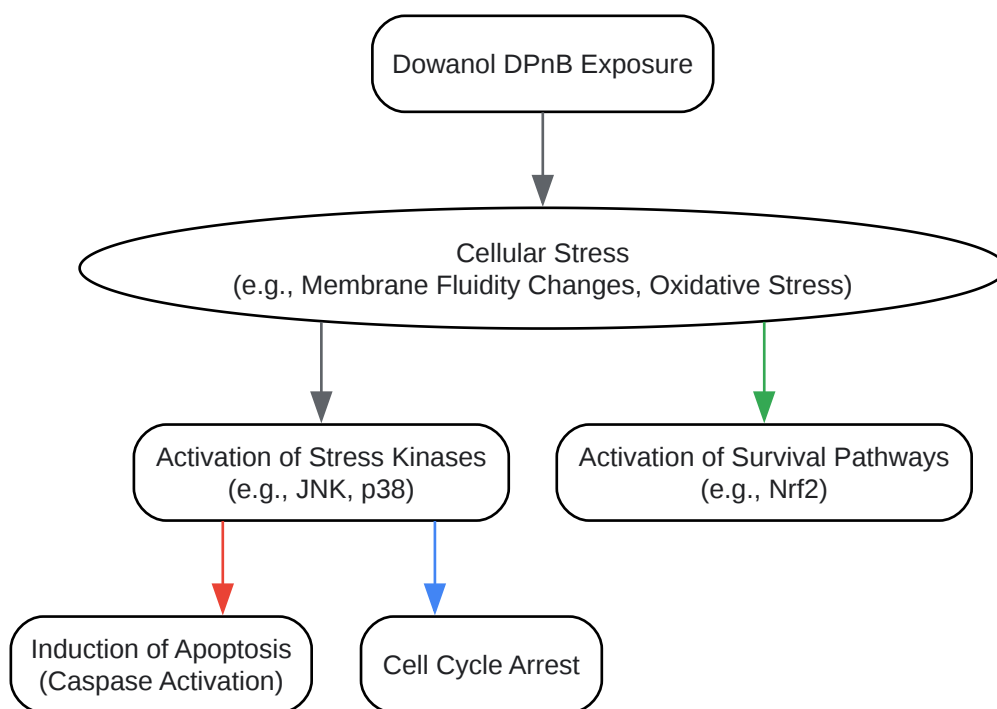 Dowanol DPnB Exposure
Cellular Stress
(e.g., Membrane Fluidity Changes, Oxidative Stress)
Activation of Stress Kinases
(e.g., JNK, p38)
Activation of Survival Pathways
(e.g., Nrf2)
Induction of Apoptosis
(Caspase Activation)
Cell Cycle Arrest